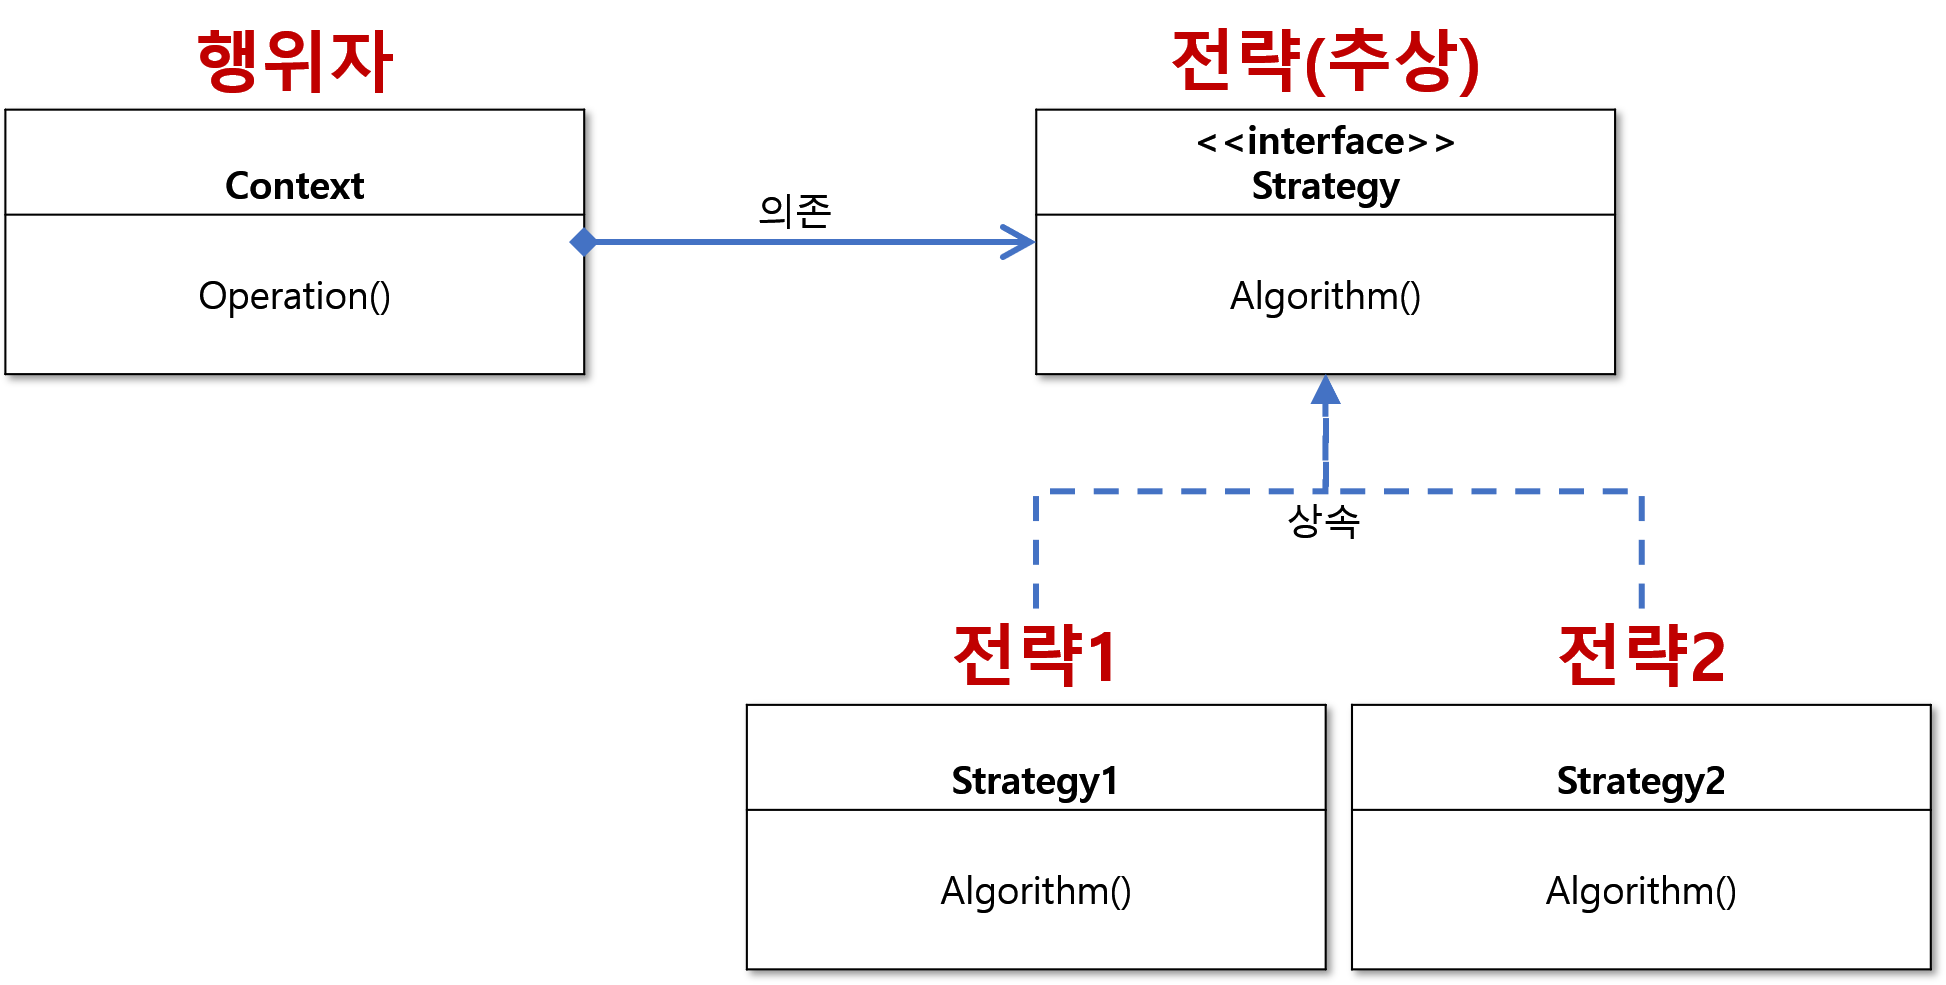 행위자
전략(추상)
Context
<<interface>>
Strategy
의존
Operation()
Algorithm()
상속
전략1
전략2
Strategy1
Strategy2
Algorithm()
Algorithm()